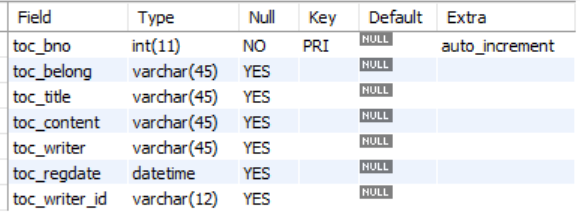 Field Type Null Key Default Extra
toc_bno int(11) NO PRI NULL auto_increment
toc_belong varchar(45) YES NULL
toc_title varchar(45) YES NULL
toc_content varchar(45) YES NULL
toc_writer varchar(45) YES NULL
toc_regdate datetime YES NULL
toc_writer_id varchar(12) YES NULL